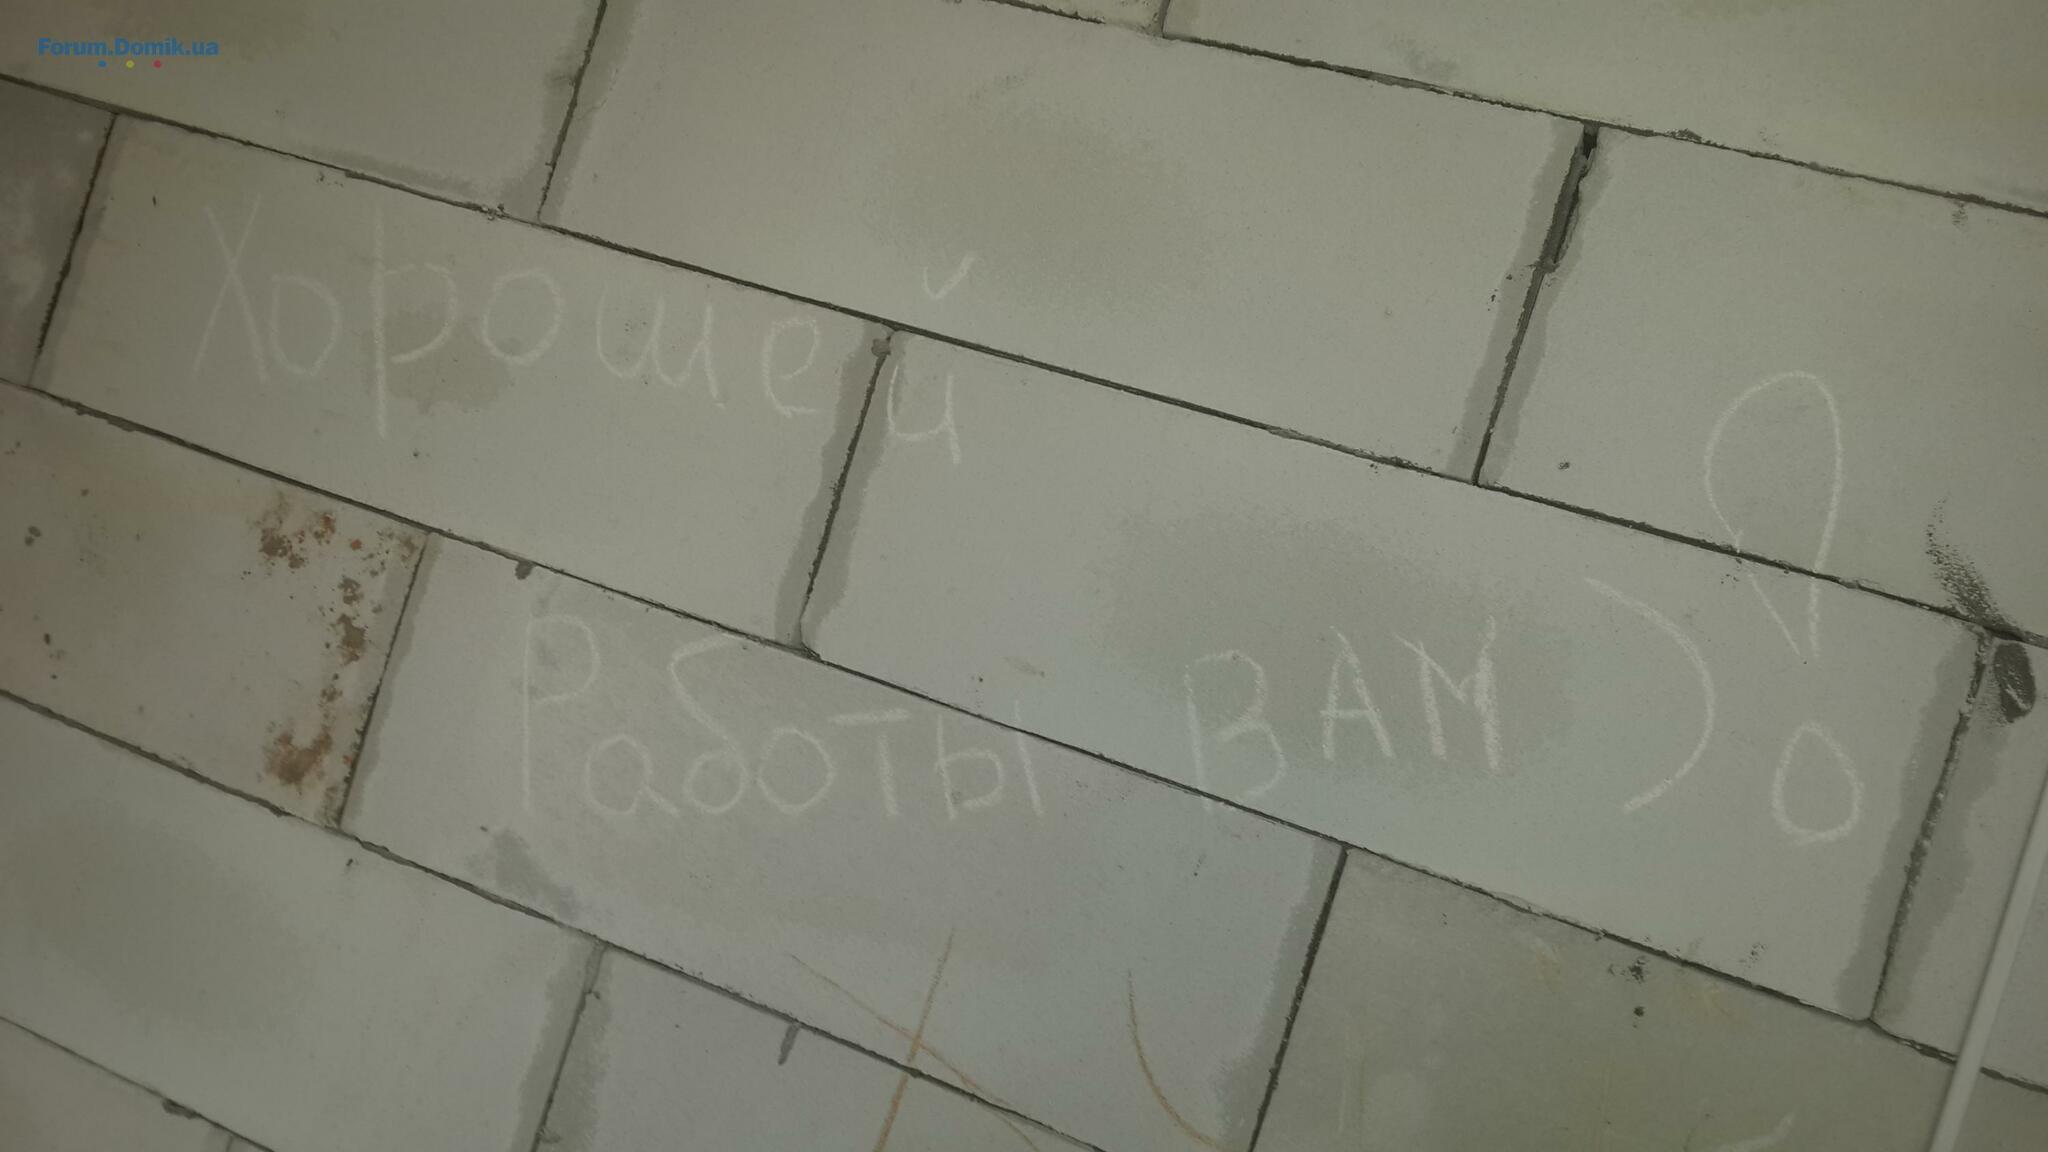 Forum.Domik.ua
Хорошей
Работы ВАМ)!